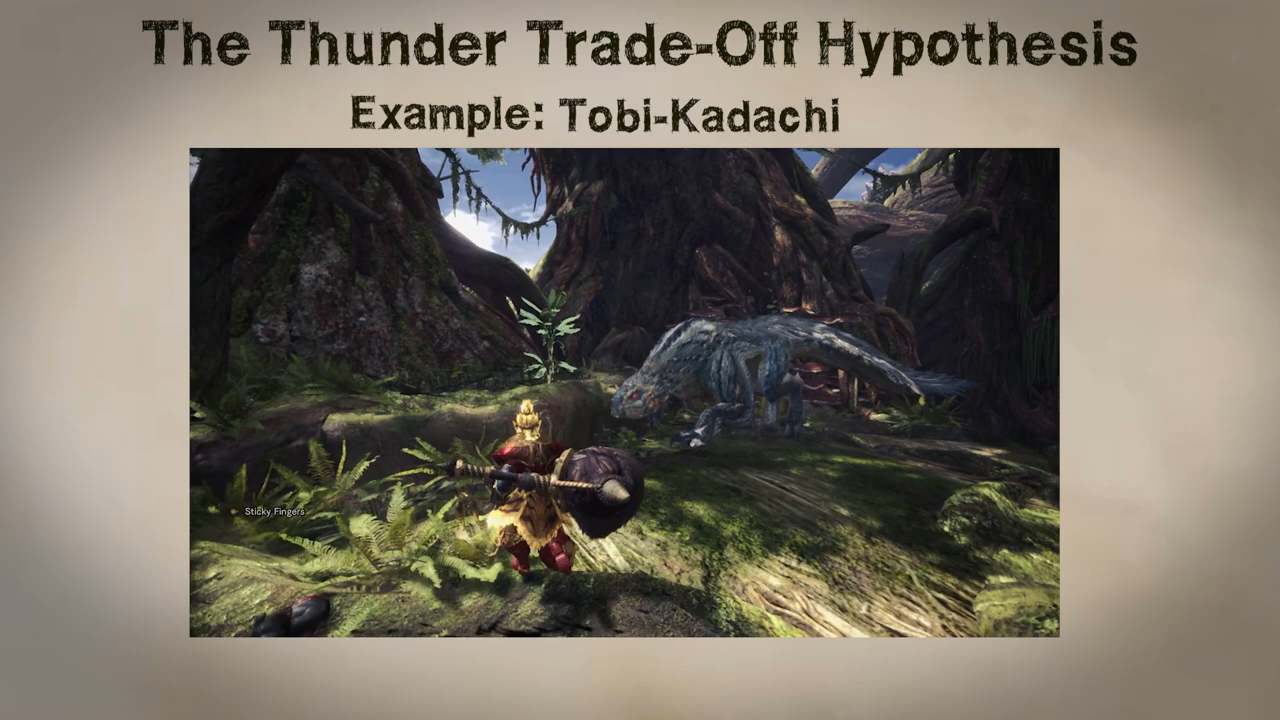 The Thunder Trade-Off Hypothesis
Example: Tobi-Kadachi
Sticky Fingers